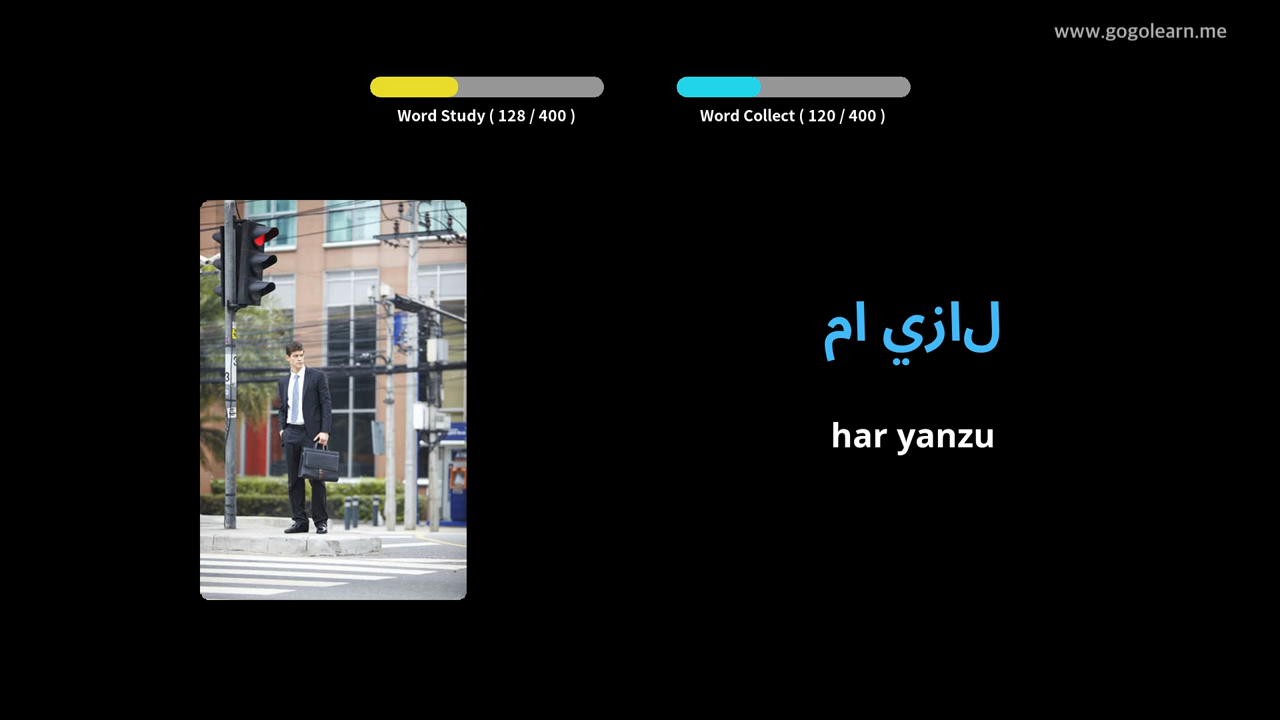 www.gogolearn.me
Word Study ( 128 / 400 )
Word Collect ( 120 / 400 )
لازي ام
har yanzu